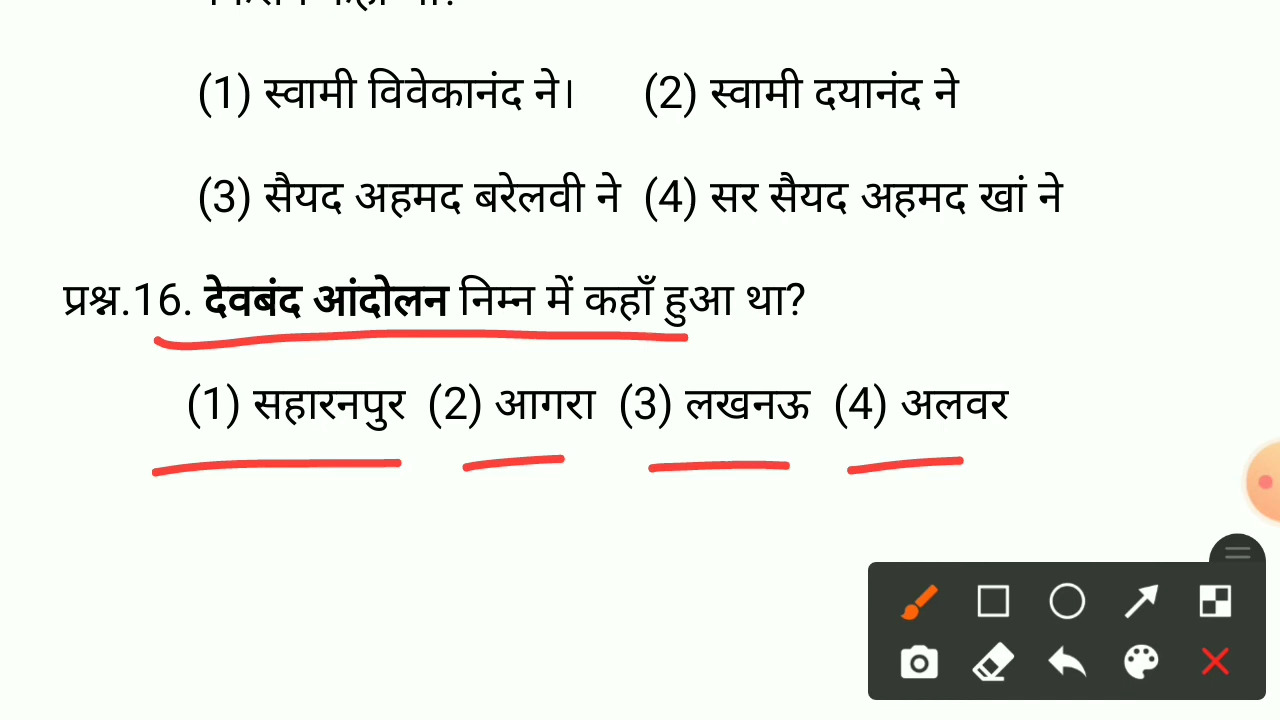 (1) स्वामी विवेकानंद ने। (2) स्वामी दयानंद ने
(3) सैयद अहमद बरेलवी ने (4) सर सैयद अहमद खां ने
प्रश्न.16. देवबंद आंदोलन निम्न में कहाँ हुआ था?
(1) सहारनपुर (2) आगरा (3) लखनऊ (4) अलवर